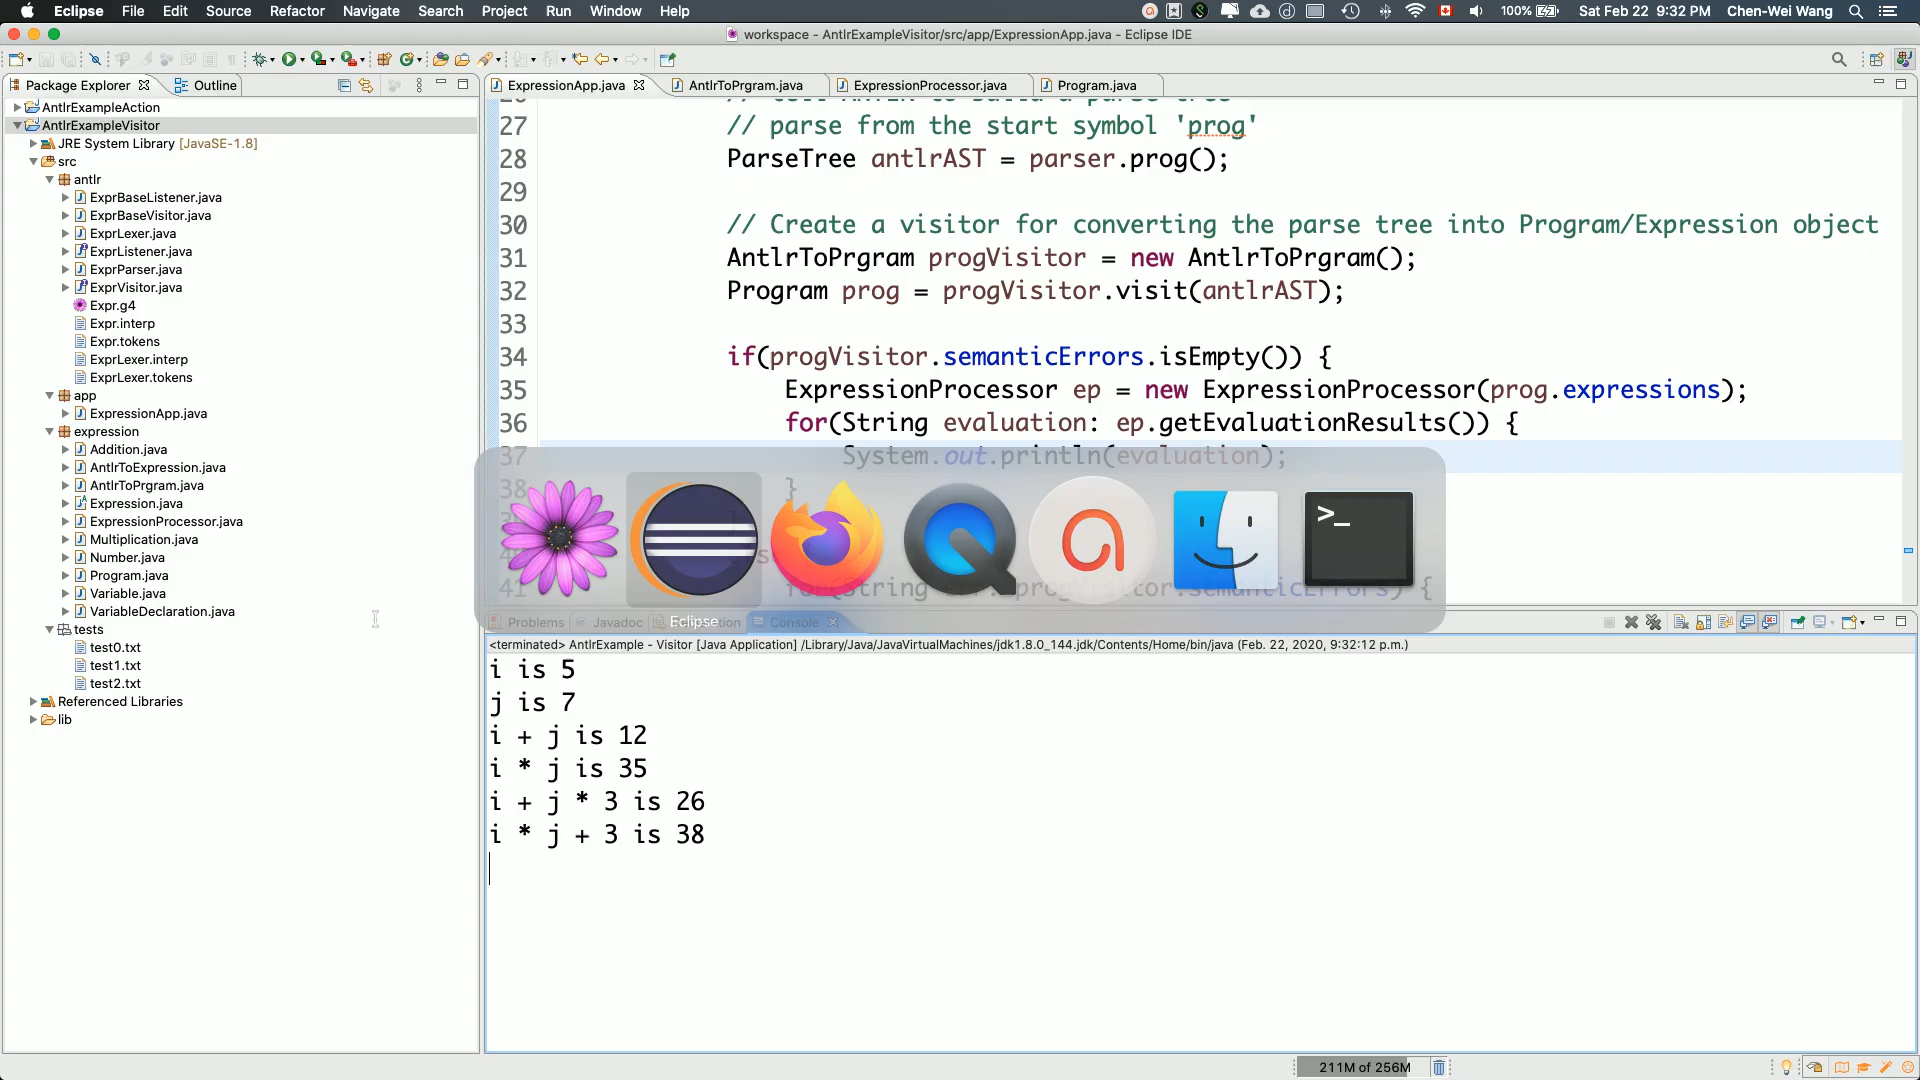 Eclipse File Edit Source Refactor Navigate Search Project Run Window Help 100% Sat Feb 22 9:32 PM Chen-Wei Wang
workspace - AntlrExampleVisitor/src/app/ExpressionApp.java - Eclipse IDE
Package Explorer Outline
AntlrExampleAction
AntlrExampleVisitor
JRE System Library [JavaSE-1.8]
src
antlr
ExprBaseListener.java
ExprBaseVisitor.java
ExprLexer.java
ExprListener.java
ExprParser.java
ExprVisitor.java
Expr.g4
Expr.interp
Expr.tokens
ExprLexer.interp
ExprLexer.tokens
app
ExpressionApp.java
expression
Addition.java
AntlrToExpression.java
AntlrToPrgram.java
Expression.java
ExpressionProcessor.java
Multiplication.java
Number.java
Program.java
Variable.java
VariableDeclaration.java
tests
test0.txt
test1.txt
test2.txt
Referenced Libraries
lib
ExpressionApp.java AntlrToPrgram.java ExpressionProcessor.java Program.java
27 // parse from the start symbol 'prog'
28 ParseTree antlrAST = parser.prog();
29
30 // Create a visitor for converting the parse tree into Program/Expression object
31 AntlrToPrgram progVisitor = new AntlrToPrgram();
32 Program prog = progVisitor.visit(antlrAST);
33
34 if(progVisitor.semanticErrors.isEmpty()) {
35 ExpressionProcessor ep = new ExpressionProcessor(prog.expressions);
36 for(String evaluation: ep.getEvaluationResults()) {
37 System.out.println(evaluation);
38 }
41 for(String err: progVisitor.semanticErrors) {
Eclipse
Problems Javadoc Console
<terminated> AntlrExample - Visitor [Java Application] /Library/Java/JavaVirtualMachines/jdk1.8.0_144.jdk/Contents/Home/bin/java (Feb. 22, 2020, 9:32:12 p.m.)
i is 5
j is 7
i + j is 12
i * j is 35
i + j * 3 is 26
i * j + 3 is 38
211M of 256M